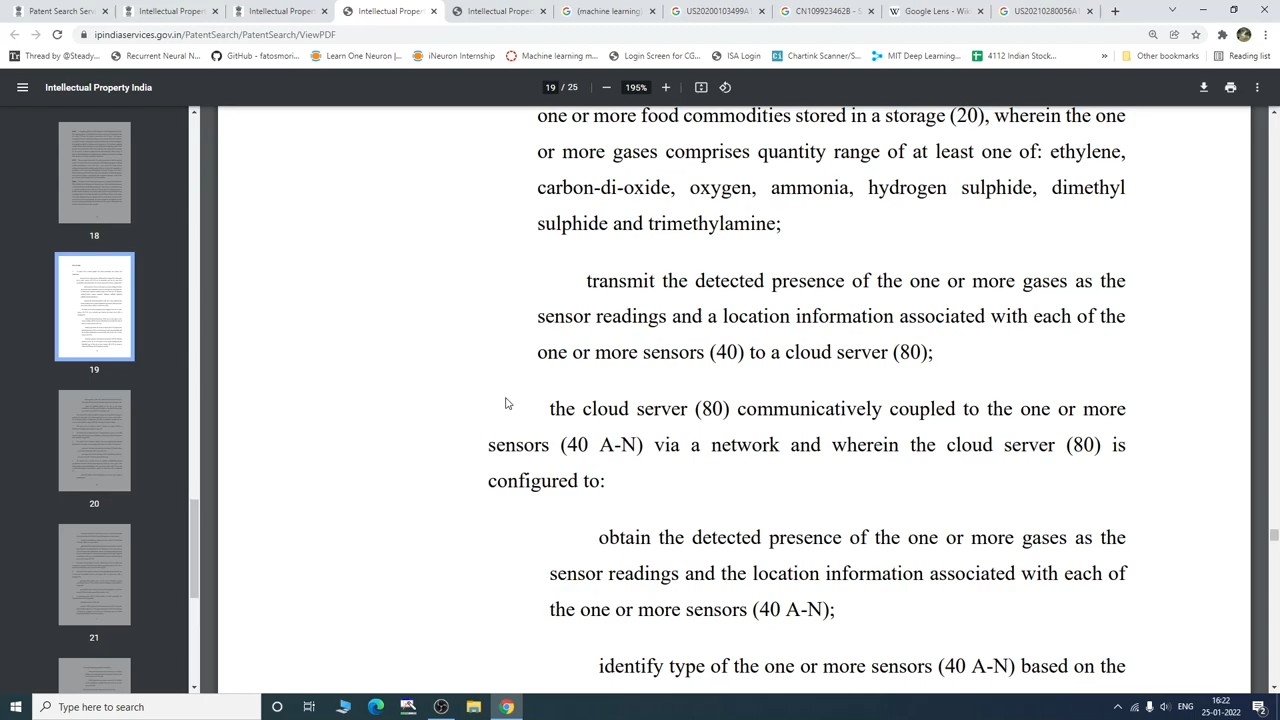 Patent Search Serv
Intellectual Propert
Intellectual Propert
Intellectual Propert
Intellectual Propert
(machine learning)
US20200103499A1
CN109923462B - S
Google Lens - Wik
US20210280056A1
ipindiaservices.gov.in/PatentSearch/PatentSearch/ViewPDF
Thread by @Steady...
Recurrent Neural N...
GitHub - fatosmori...
Learn One Neuron |...
iNeuron Internship
Machine learning m...
Login Screen for CG...
ISA Login
Chartink Scanner/S...
MIT Deep Learning...
4112 Indian Stock...
»
Other bookmarks
Reading list
Intellectual Property India
19 / 25
195%
one or more food commodities stored in a storage (20), wherein the one
or more gases comprises quantity range of at least one of: ethylene,
carbon-di-oxide, oxygen, ammonia, hydrogen sulphide, dimethyl
sulphide and trimethylamine;
transmit the detected presence of the one or more gases as the
sensor readings and a location information associated with each of the
one or more sensors (40) to a cloud server (80);
the cloud server (80) communicatively coupled to the one or more
sensors (40 A-N) via a network and wherein the cloud server (80) is
configured to:
obtain the detected presence of the one or more gases as the
sensor readings and the location information associated with each of
the one or more sensors (40 A-N);
identify type of the one or more sensors (40 A-N) based on the
18
19
20
21
Type here to search
ENG
16:22
25-01-2022
2